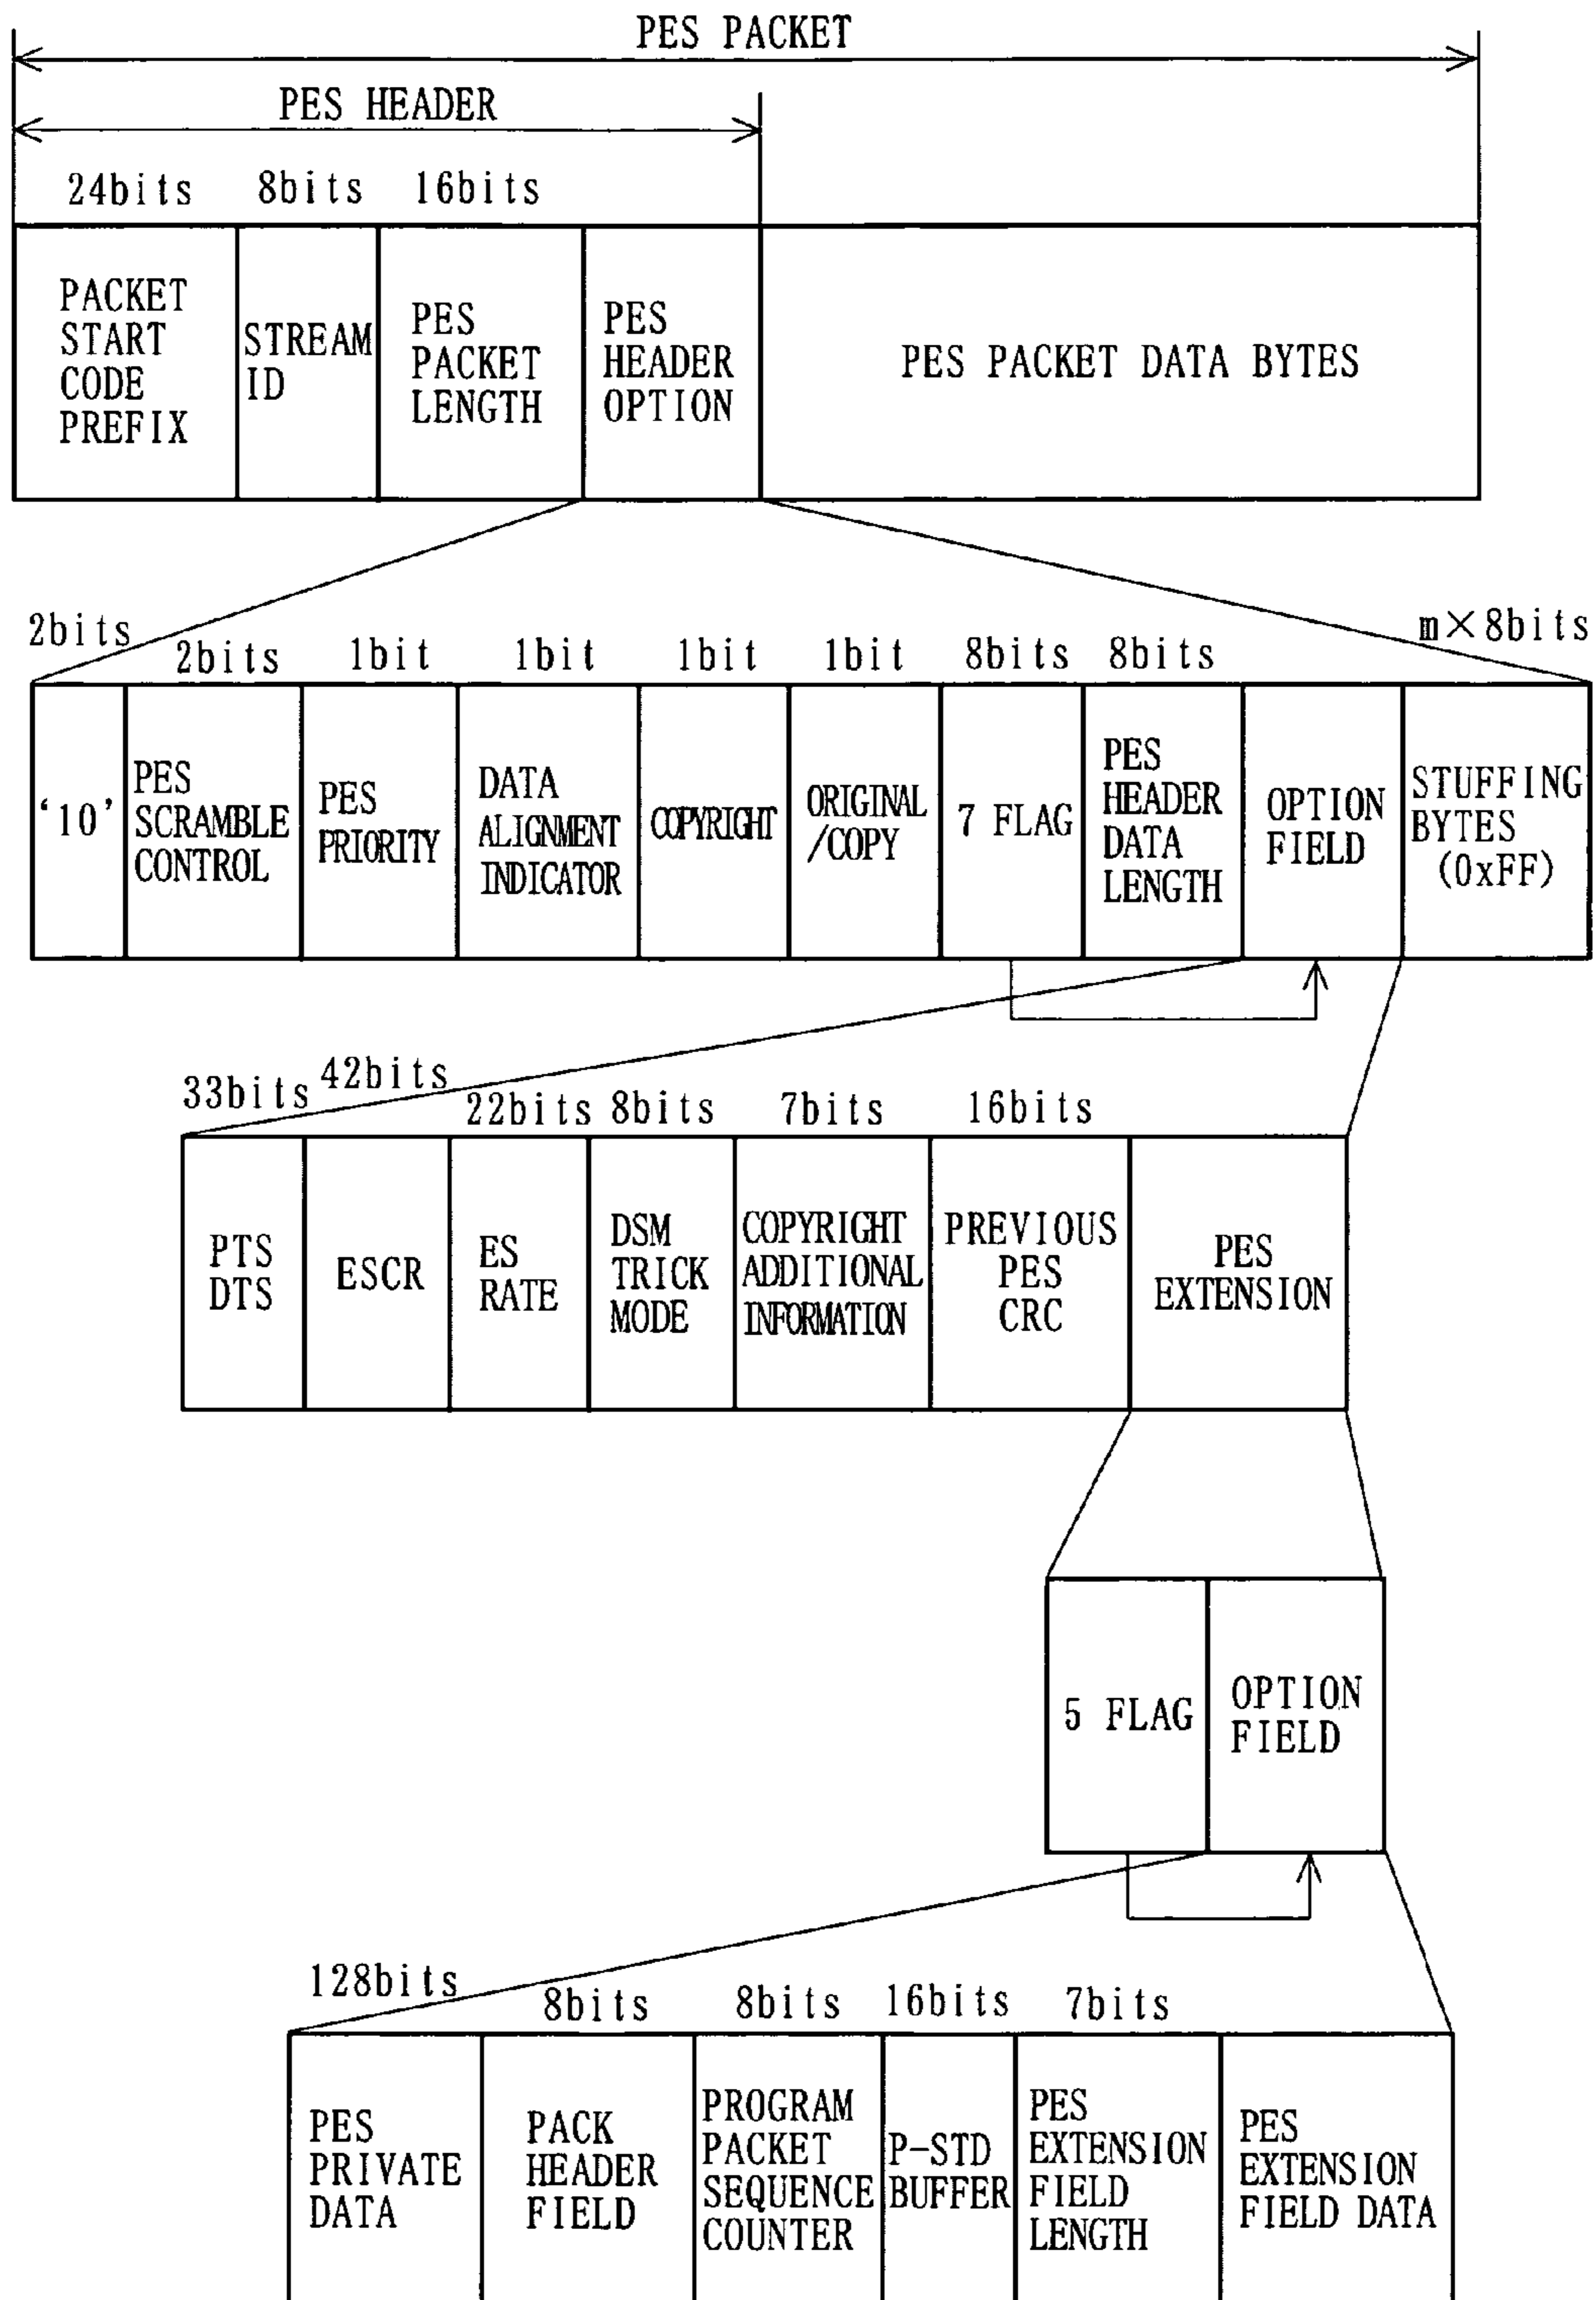 PES PACKET
PES HEADER
24bits 8bits 16bits
PACKET
START
CODE
PREFIX
STREAM
ID
PES
PACKET
LENGTH
PES
HEADER
OPTION
PES PACKET DATA BYTES
2bits 2bits 1bit 1bit 1bit 1bit 8bits 8bits m×8bits
‘10’
PES
SCRAMBLE
CONTROL
PES
PRIORITY
DATA
ALIGNMENT
INDICATOR
COPYRIGHT
ORIGINAL
/COPY
7 FLAG
PES
HEADER
DATA
LENGTH
OPTION
FIELD
STUFFING
BYTES
(0xFF)
33bits 42bits 22bits 8bits 7bits 16bits
PTS
DTS
ESCR
ES
RATE
DSM
TRICK
MODE
COPYRIGHT
ADDITIONAL
INFORMATION
PREVIOUS
PES
CRC
PES
EXTENSION
5 FLAG
OPTION
FIELD
128bits 8bits 8bits 16bits 7bits
PES
PRIVATE
DATA
PACK
HEADER
FIELD
PROGRAM
PACKET
SEQUENCE
COUNTER
P-STD
BUFFER
PES
EXTENSION
FIELD
LENGTH
PES
EXTENSION
FIELD DATA